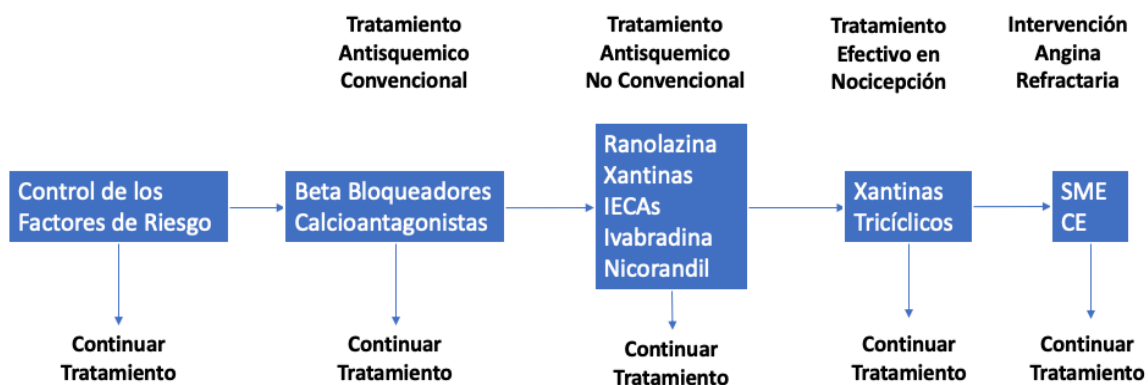 Tratamiento
Antisquemico
Convencional
Tratamiento
Antisquemico
No Convencional
Tratamiento
Efectivo en
Nocicepción
Intervención
Angina
Refractaria
Control de los
Factores de Riesgo
Beta Bloqueadores
Calcioantagonistas
Ranolazina
Xantinas
IECAs
Ivabradina
Nicorandil
Xantinas
Tricíclicos
SME
CE
Continuar
Tratamiento
Continuar
Tratamiento
Continuar
Tratamiento
Continuar
Tratamiento
Continuar
Tratamiento